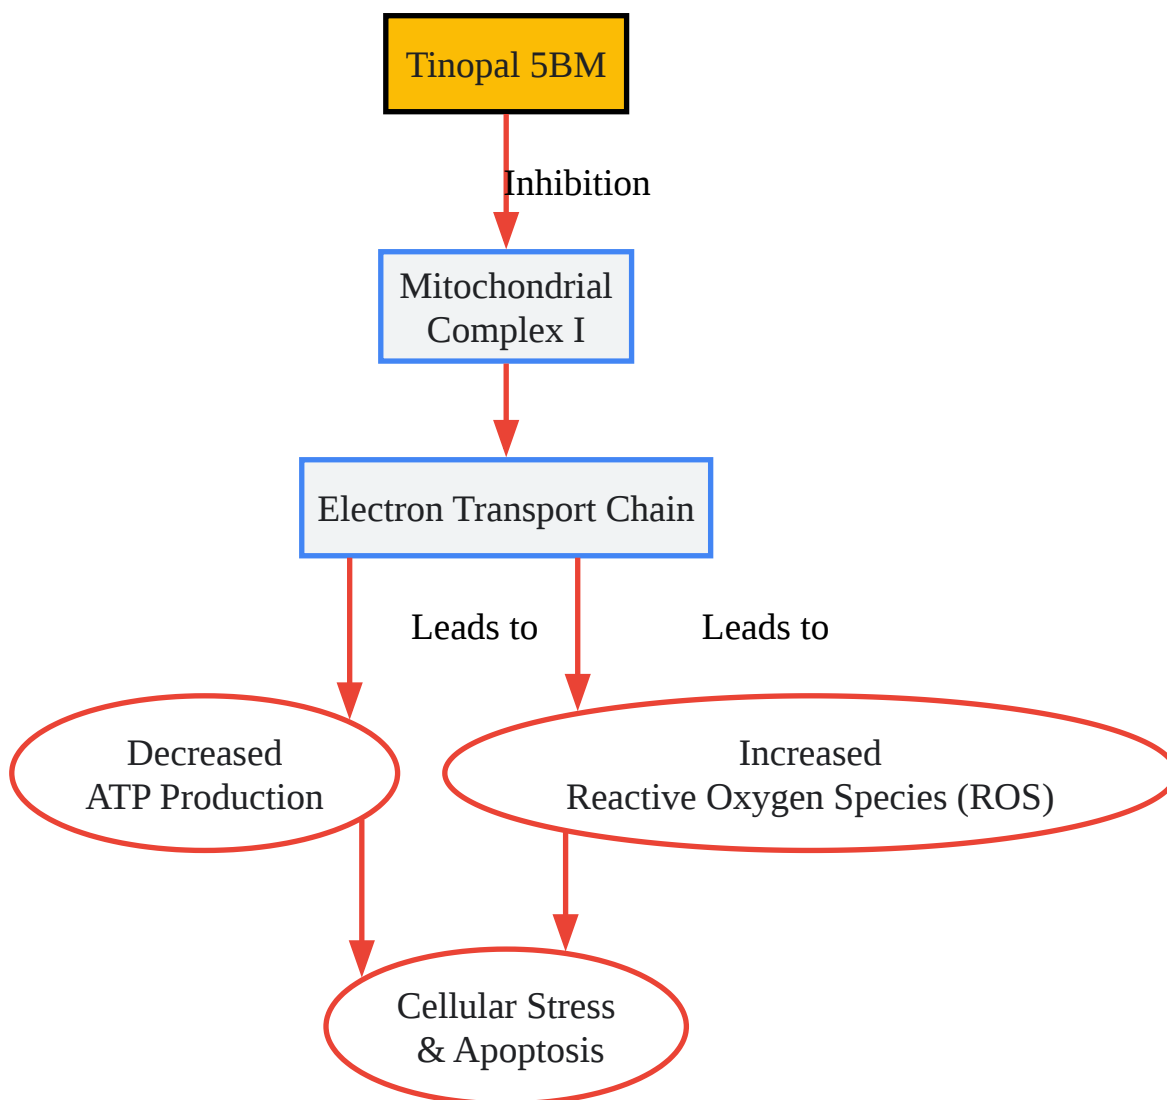 Tinopal 5BM
Inhibition
Mitochondrial
Complex I
Electron Transport Chain
Leads to
Leads to
Decreased
ATP Production
Increased
Reactive Oxygen Species (ROS)
Cellular Stress
& Apoptosis